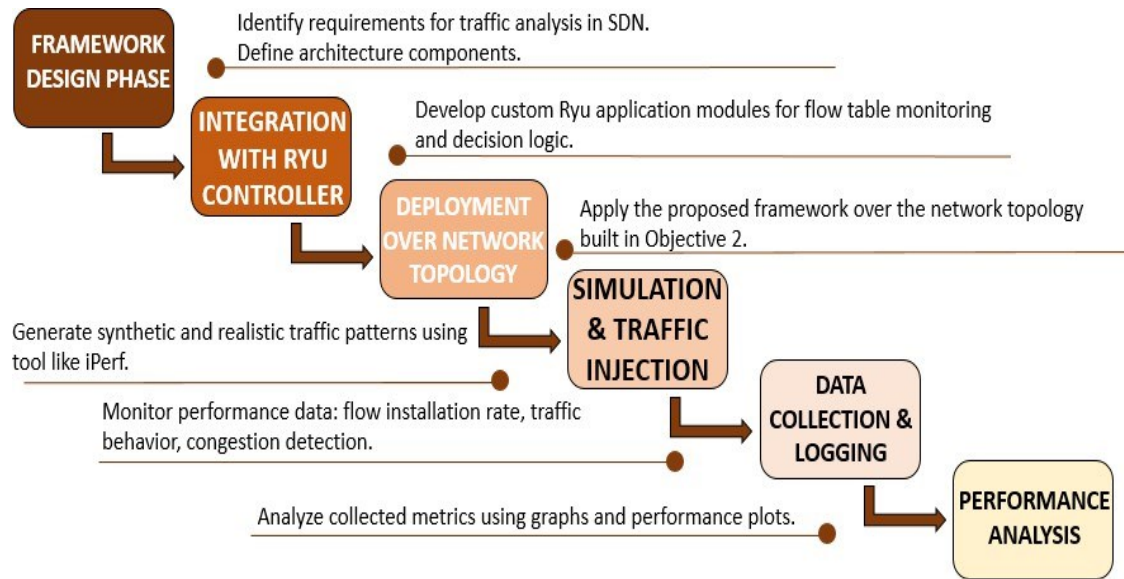 FRAMEWORK
DESIGN PHASE
Identify requirements for traffic analysis in SDN.
Define architecture components.
INTEGRATION
WITH RYU
CONTROLLER
Develop custom Ryu application modules for flow table monitoring
and decision logic.
DEPLOYMENT
OVER NETWORK
TOPOLOGY
Apply the proposed framework over the network topology
built in Objective 2.
SIMULATION
& TRAFFIC
INJECTION
Generate synthetic and realistic traffic patterns using
tool like iPerf.
DATA
COLLECTION &
LOGGING
Monitor performance data: flow installation rate, traffic
behavior, congestion detection.
PERFORMANCE
ANALYSIS
Analyze collected metrics using graphs and performance plots.